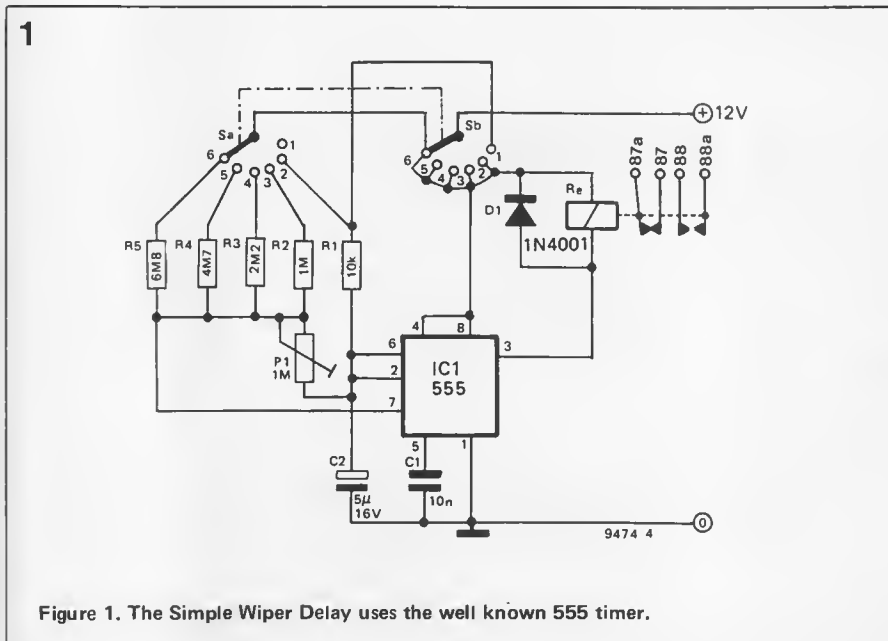 1
Sa
6
5
4
3
2
1
Sb
6
5
4
3
2
1
+ 12V
87a
87
88
88a
Re
D1
1N4001
R5
6M8
R4
4M7
R3
2M2
R2
1M
R1
10k
P1
1M
4
8
6
2
7
3
IC1
555
5
1
C2
5µ
16V
C1
10n
9474 4
0
Figure 1. The Simple Wiper Delay uses the well known 555 timer.